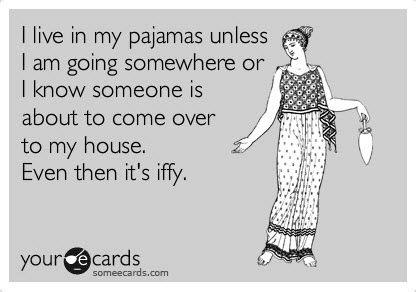 I live in my pajamas unless
I am going somewhere or
I know someone is
about to come over
to my house.
Even then it's iffy.
your e cards
someecards.com